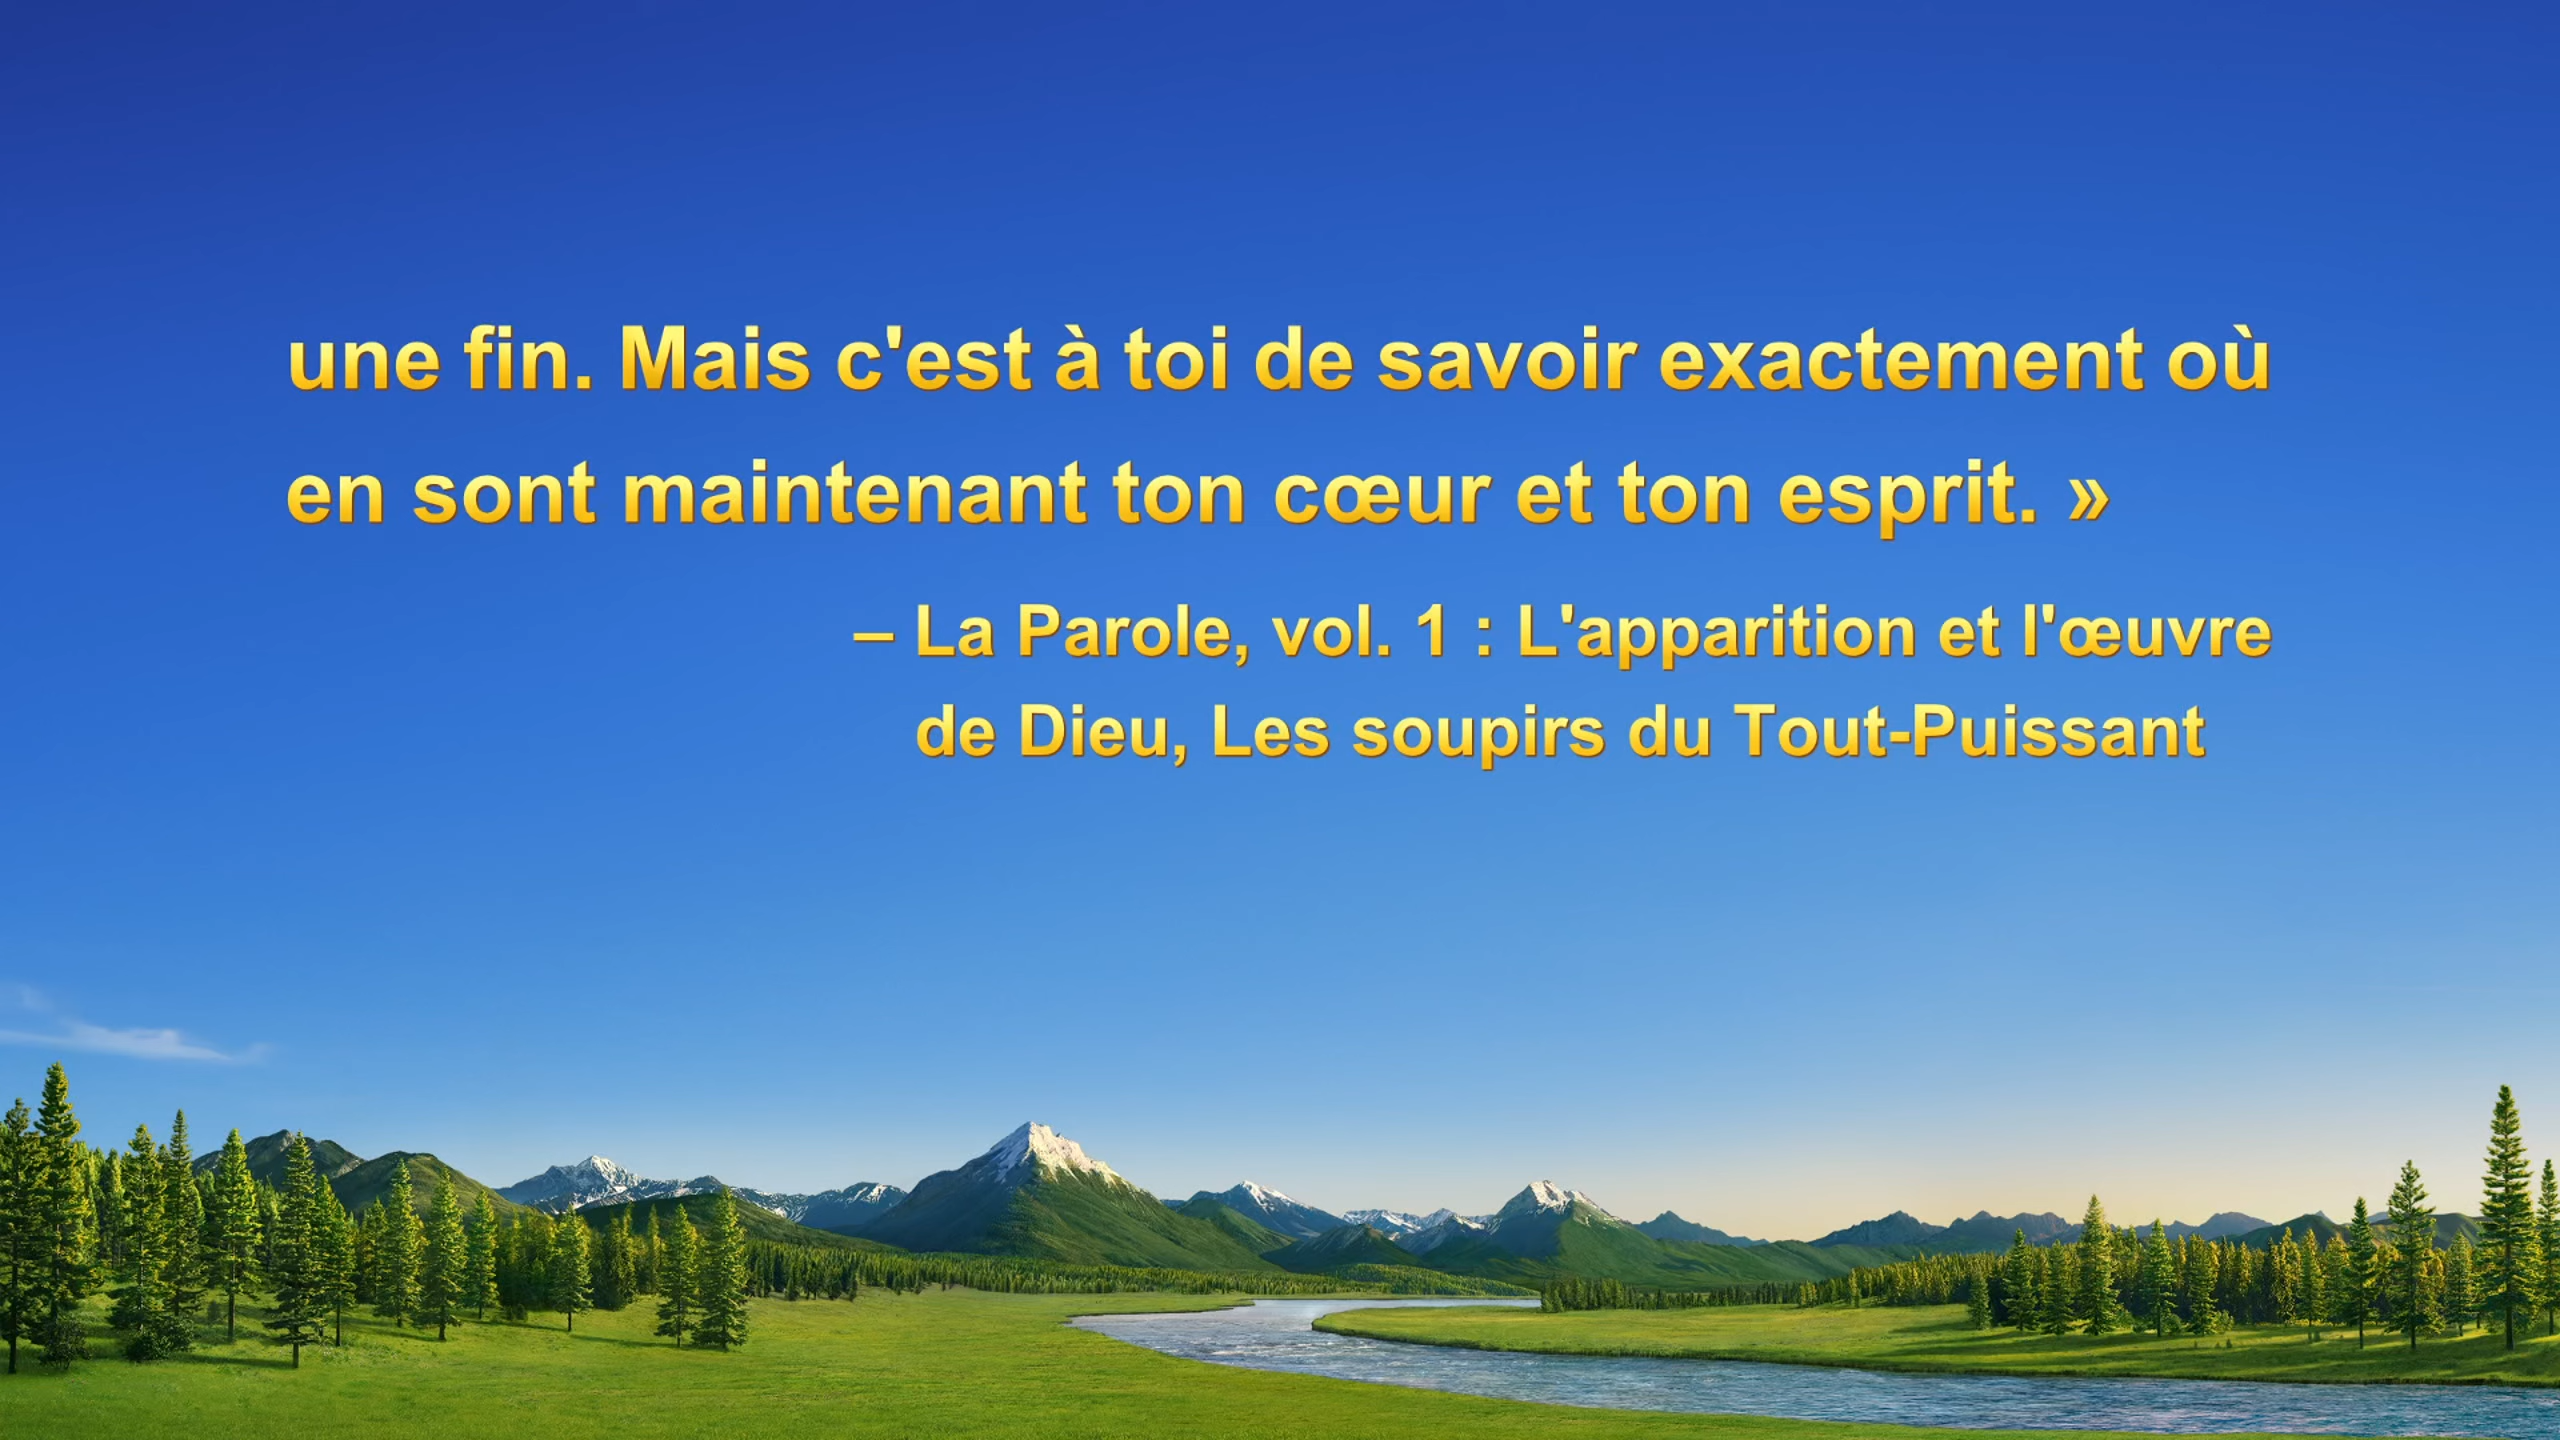 une fin. Mais c'est à toi de savoir exactement où
en sont maintenant ton cœur et ton esprit. »
– La Parole, vol. 1 : L'apparition et l'œuvre
de Dieu, Les soupirs du Tout-Puissant